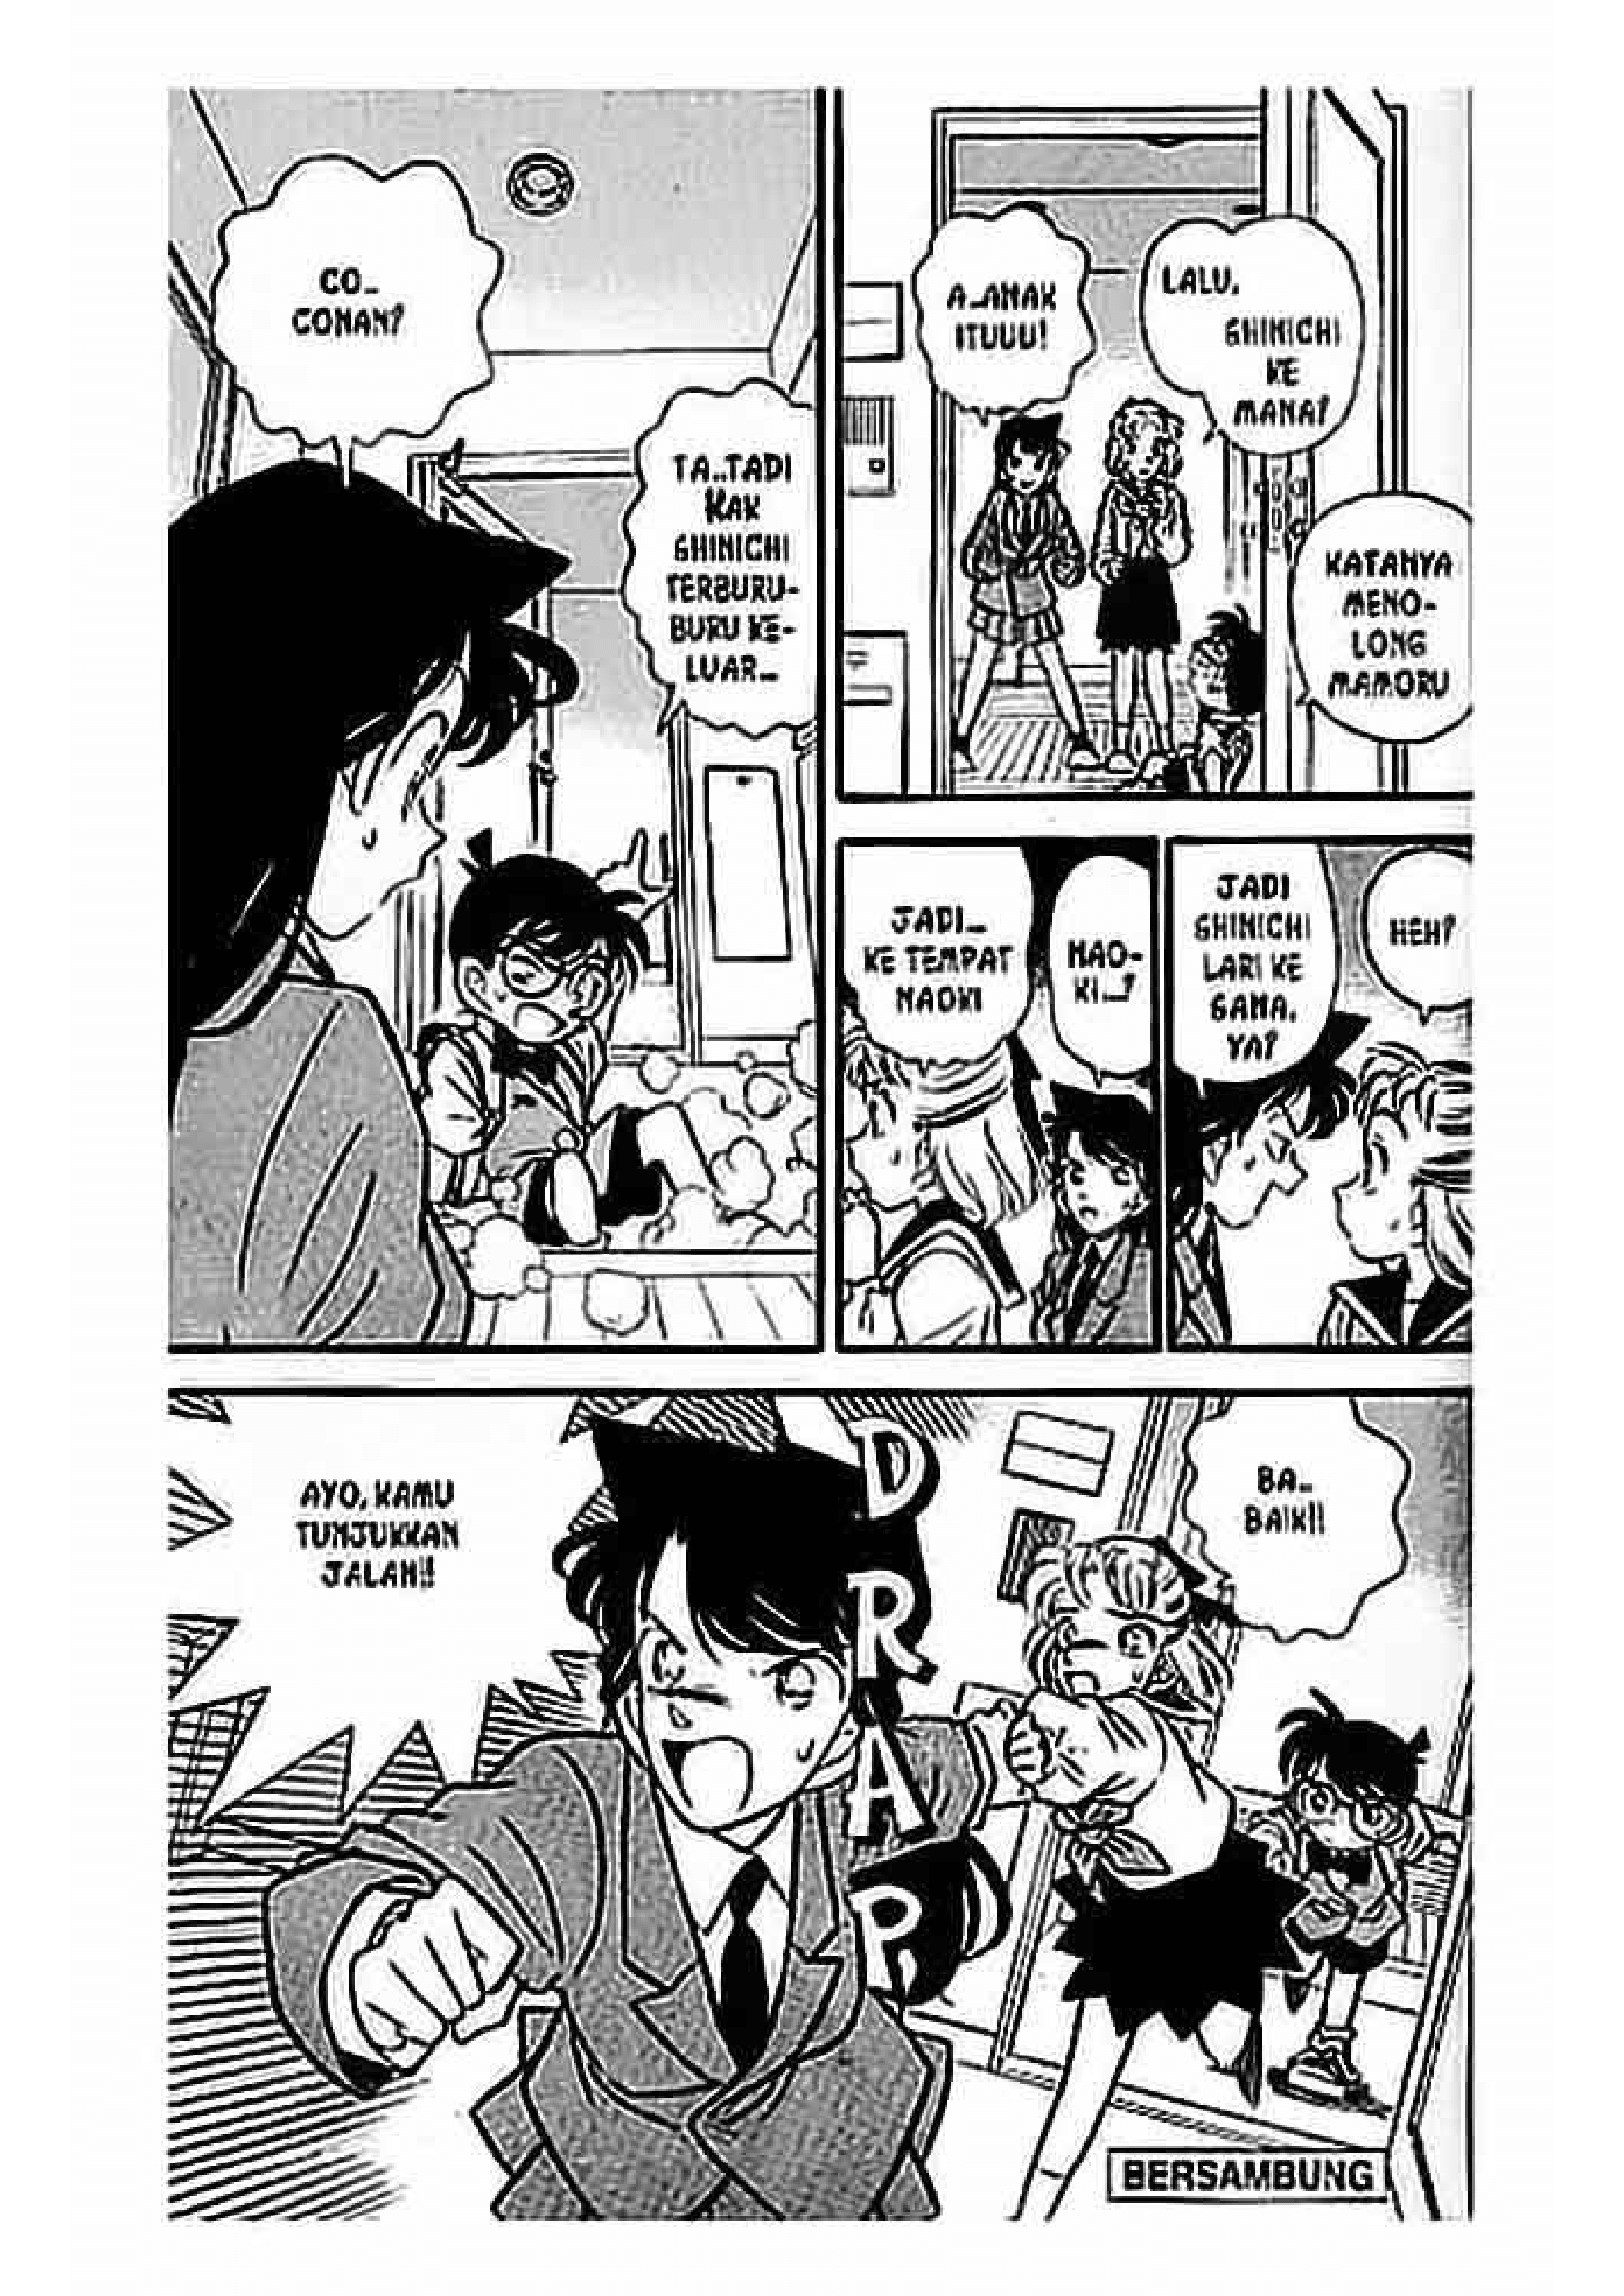 CO..
CONAN?
TA..TADI
KAK
SHINICHI
TERBURU-
BURU KE-
LUAR...
A..ANAK
ITUUU!
LALU,
SHINICHI
KE
MANA?
KATANYA
MENO-
LONG
MAMORU
JADI...
KE TEMPAT
NAOKI
NAO-
KI...?
JADI
SHINICHI
LARI KE
SANA,
YA?
HEH?
AYO, KAMU
TUNJUKKAN
JALAN!!
DRAP
BA..
BAIK!!
BERSAMBUNG